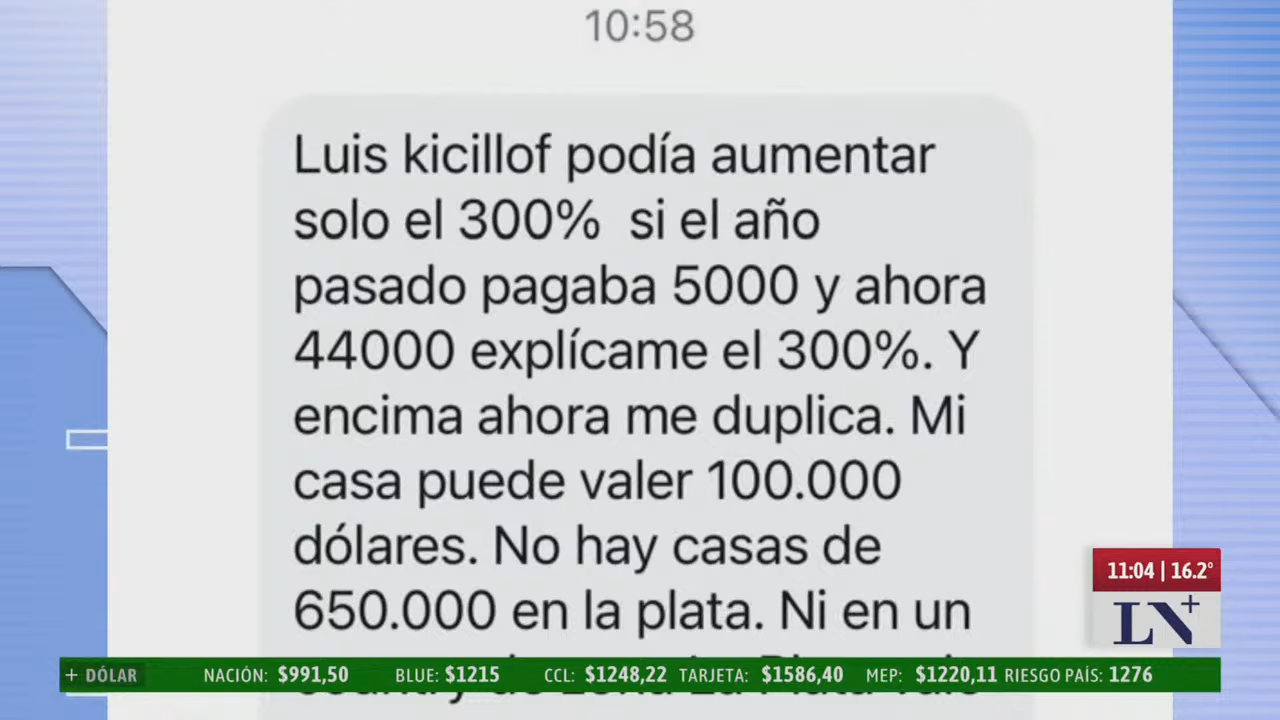 10:58
Luis kicillof podía aumentar
solo el 300%  si el año
pasado pagaba 5000 y ahora
44000 explícame el 300%. Y
encima ahora me duplica. Mi
casa puede valer 100.000
dólares. No hay casas de
650.000 en la plata. Ni en un
11:04 | 16.2°
LN+
+ DÓLAR NACIÓN: $991,50 BLUE: $1215 CCL: $1248,22 TARJETA: $1586,40 MEP: $1220,11 RIESGO PAÍS: 1276